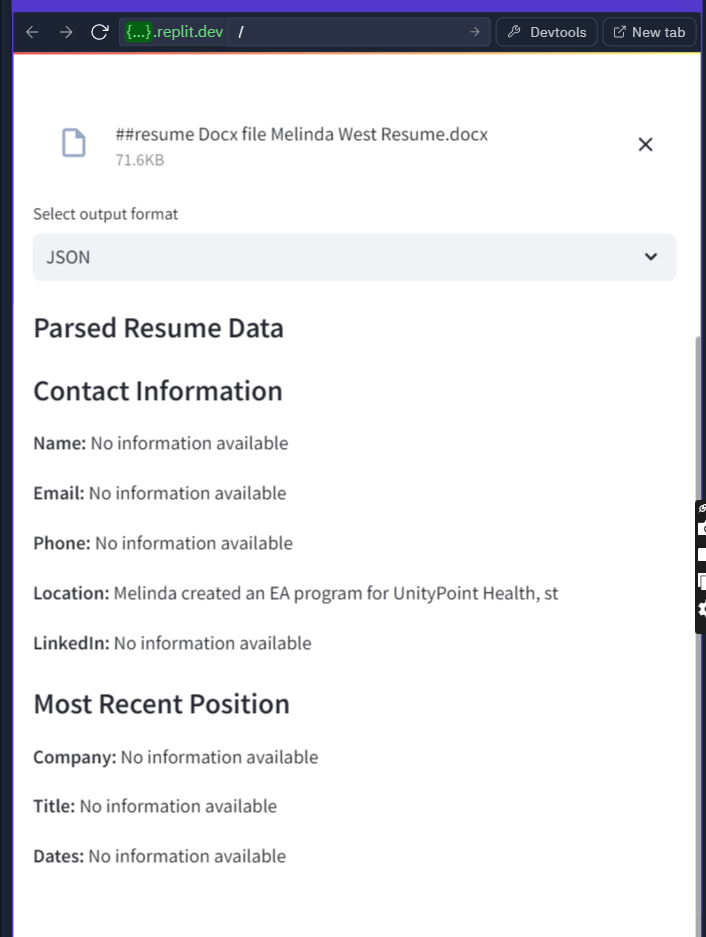 {...}.replit.dev /
Devtools
New tab
##resume Docx file Melinda West Resume.docx
71.6KB
Select output format
JSON
Parsed Resume Data
Contact Information
Name: No information available
Email: No information available
Phone: No information available
Location: Melinda created an EA program for UnityPoint Health, st
LinkedIn: No information available
Most Recent Position
Company: No information available
Title: No information available
Dates: No information available